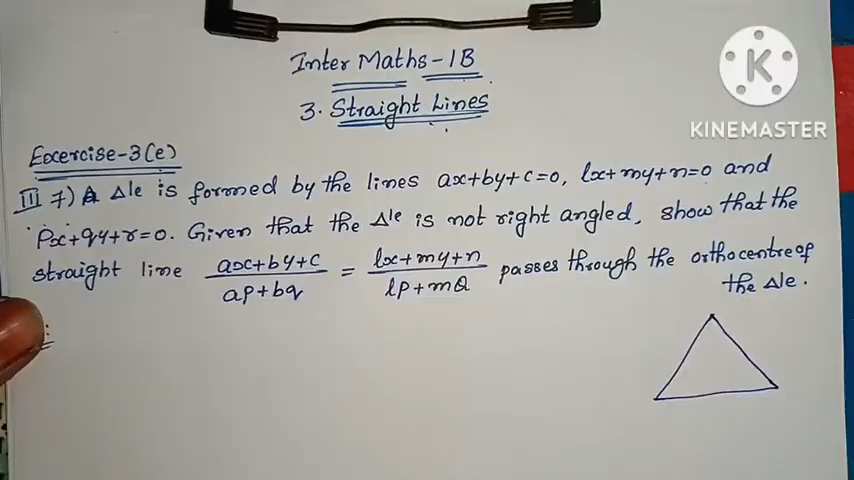 Inter Maths-1B
3. Straight Lines
K
KINEMASTER
Exercise-3(e)
III 7) A Δle is formed by the lines ax+by+c=0, lx+my+n=0 and
px+qy+r=0. Given that the Δle is not right angled, show that the
straight line ax+by+c/ap+bq = lx+my+n/lp+mQ passes through the orthocentre of
the Δle.